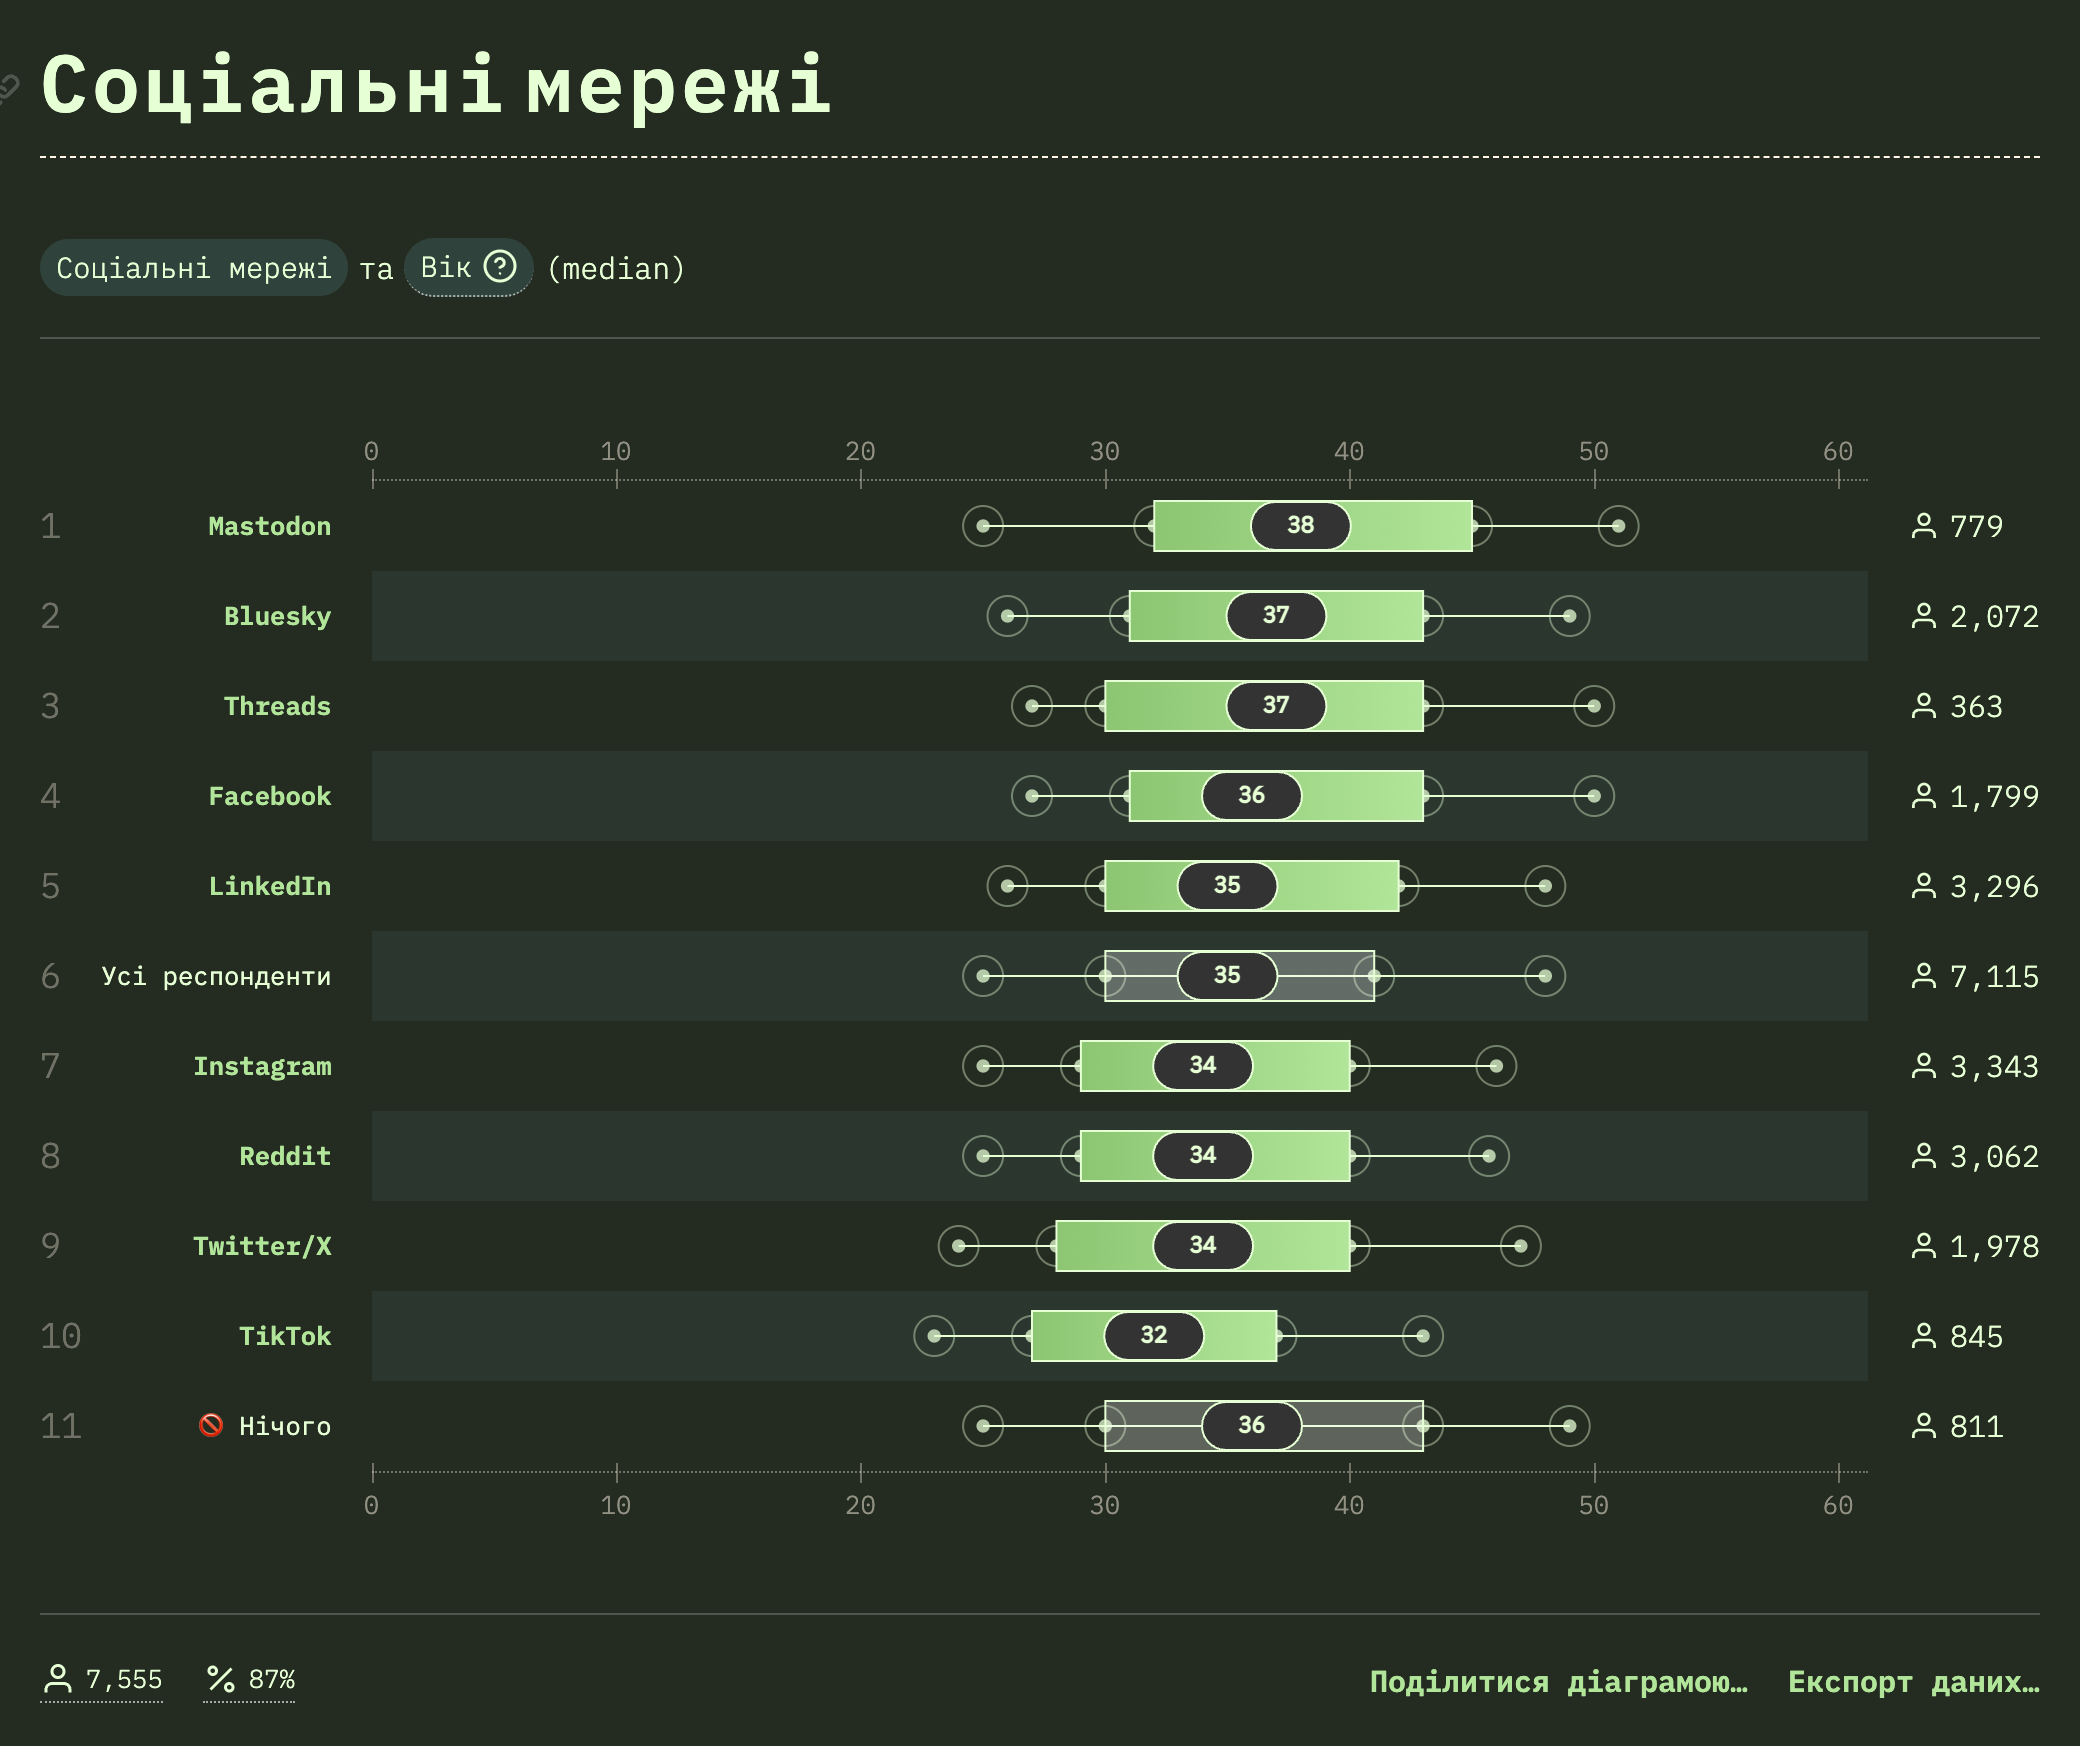 Соціальні мережі
Соціальні мережі та Вік ? (median)
0 10 20 30 40 50 60
1 Mastodon 38 779
2 Bluesky 37 2,072
3 Threads 37 363
4 Facebook 36 1,799
5 LinkedIn 35 3,296
6 Усі респонденти 35 7,115
7 Instagram 34 3,343
8 Reddit 34 3,062
9 Twitter/X 34 1,978
10 TikTok 32 845
11 🚫 Нічого 36 811
0 10 20 30 40 50 60
7,555 % 87% Поділитися діаграмою… Експорт даних…